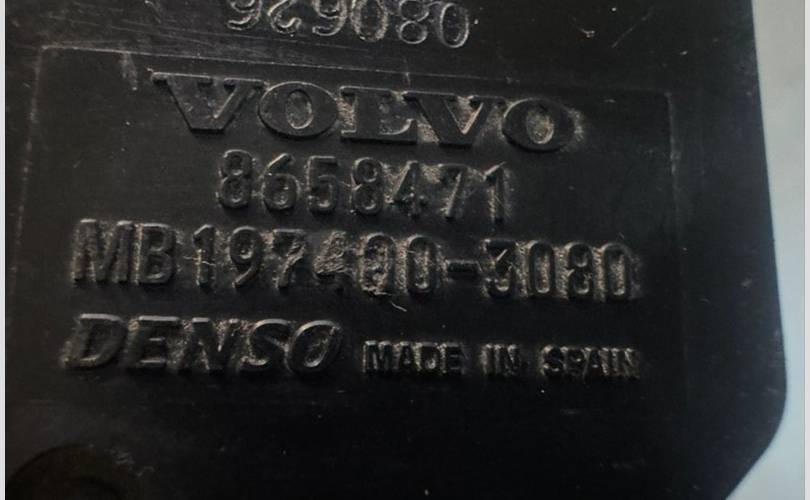 929080
VOLVO
8658471
MB197400-3080
DENSO MADE IN SPAIN